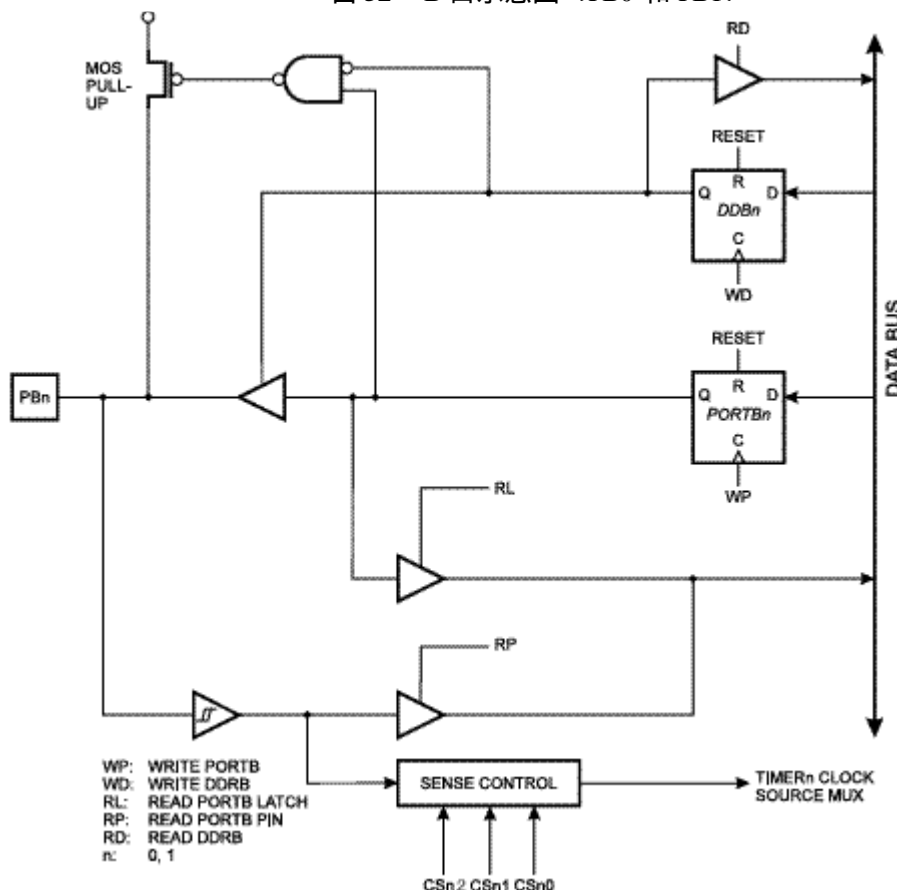 RD
MOS
PULL-
UP
RESET
R
Q
D
DDBn
C
WD
DATA BUS
RESET
R
PBn
Q
D
PORTBn
C
WP
RL
RP
WP: WRITE PORTB
WD: WRITE DDRB
RL: READ PORTB LATCH
RP: READ PORTB PIN
RD: READ DDRB
n: 0, 1
SENSE CONTROL
TIMERn CLOCK
SOURCE MUX
CSn2 CSn1 CSn0